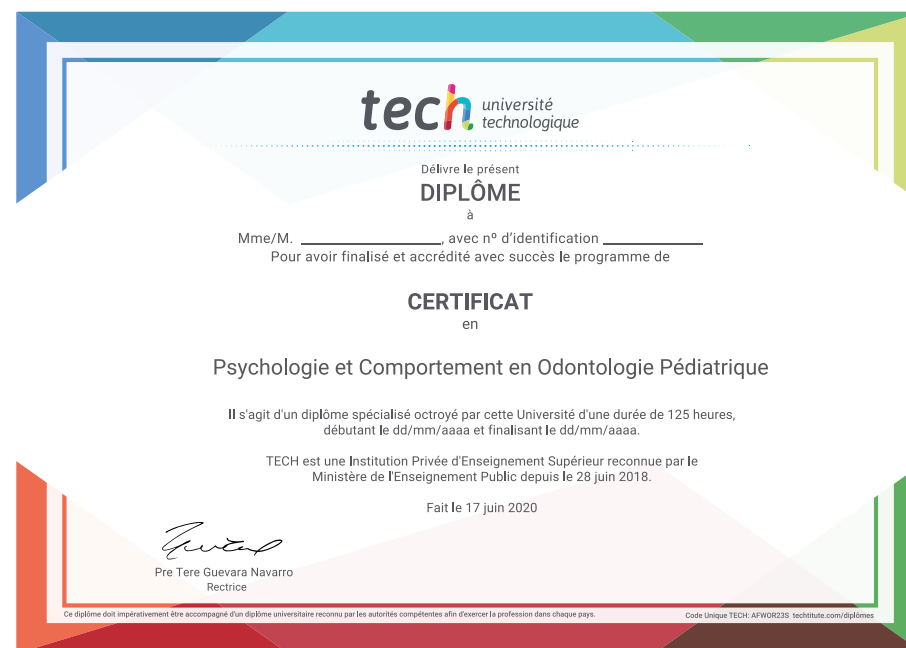 tech université
technologique
Délivre le présent
DIPLÔME
à
Mme/M. ____________________, avec nº d'identification ______________
Pour avoir finalisé et accrédité avec succès le programme de
CERTIFICAT
en
Psychologie et Comportement en Odontologie Pédiatrique
Il s'agit d'un diplôme spécialisé octroyé par cette Université d'une durée de 125 heures,
débutant le dd/mm/aaaa et finalisant le dd/mm/aaaa.
TECH est une Institution Privée d'Enseignement Supérieur reconnue par le
Ministère de l'Enseignement Public depuis le 28 juin 2018.
Fait le 17 juin 2020
Pre Tere Guevara Navarro
Rectrice
Ce diplôme doit impérativement être accompagné d'un diplôme universitaire reconnu par les autorités compétentes afin d'exercer la profession dans chaque pays.
Code Unique TECH: AFWOR23S techtitute.com/diplômes